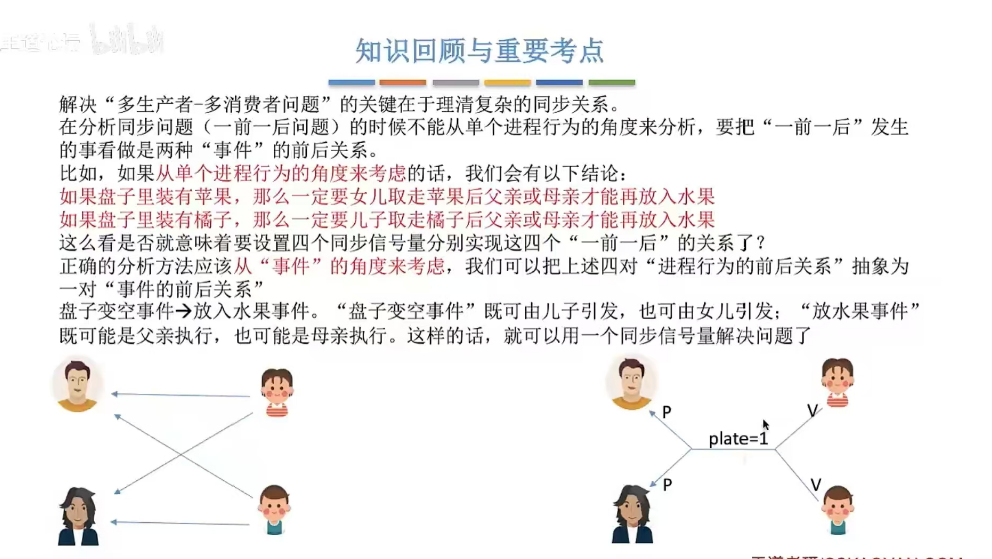 bilibili
知识回顾与重要考点
解决“多生产者-多消费者问题”的关键在于理清复杂的同步关系。
在分析同步问题（一前一后问题）的时候不能从单个进程行为的角度来分析，要把“一前一后”发生
的事看做是两种“事件”的前后关系。
比如，如果从单个进程行为的角度来考虑的话，我们会有以下结论：
如果盘子里装有苹果，那么一定要女儿取走苹果后父亲或母亲才能再放入水果
如果盘子里装有橘子，那么一定要儿子取走橘子后父亲或母亲才能再放入水果
这么看是否就意味着要设置四个同步信号量分别实现这四个“一前一后”的关系了？
正确的分析方法应该从“事件”的角度来考虑，我们可以把上述四对“进程行为的前后关系”抽象为
一对“事件的前后关系”
盘子变空事件→放入水果事件。“盘子变空事件”既可由儿子引发，也可由女儿引发；“放水果事件”
既可能是父亲执行，也可能是母亲执行。这样的话，就可以用一个同步信号量解决问题了
P
V
plate=1
P
V